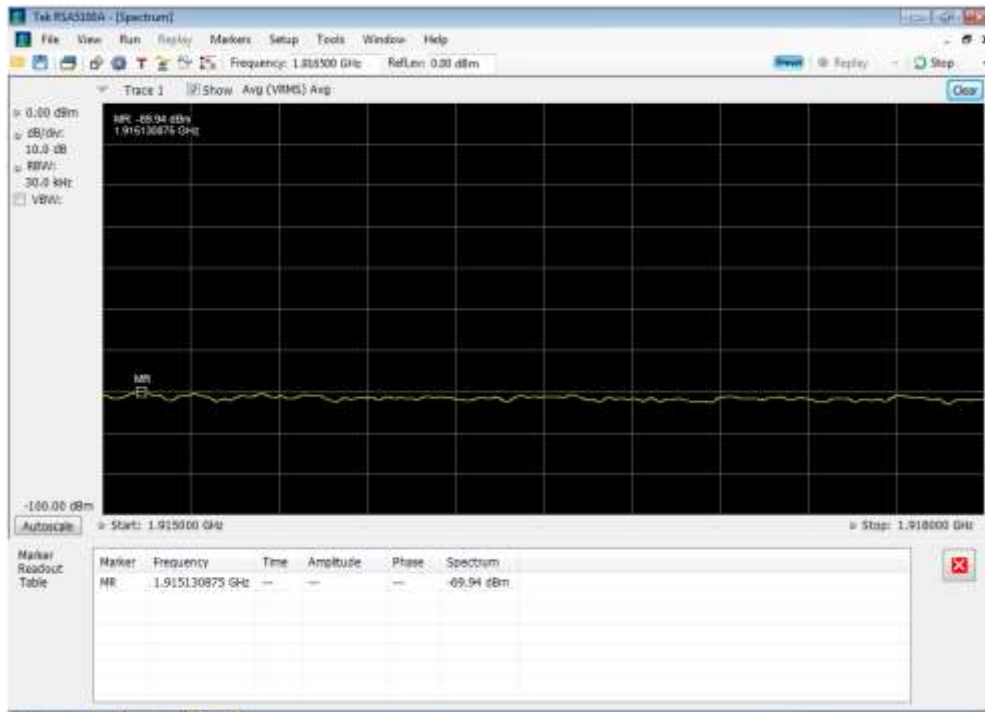 Tek RSA5100A - [Spectrum]
File View Run Replay Markers Setup Tools Window Help
Frequency: 1.916500 GHz RefLev: 0.00 dBm Preset Replay Stop
Trace 1 Show Avg (VRMS) Avg Clear
0.00 dBm
dB/div:
10.0 dB
RBW:
30.0 kHz
VBW:
MR: -69.94 dBm
1.915130875 GHz
MR
-100.00 dBm
Autoscale Start: 1.915000 GHz Stop: 1.918000 GHz
Marker
Readout
Table
Marker Frequency Time Amplitude Phase Spectrum
MR 1.915130875 GHz --- --- --- -69.94 dBm